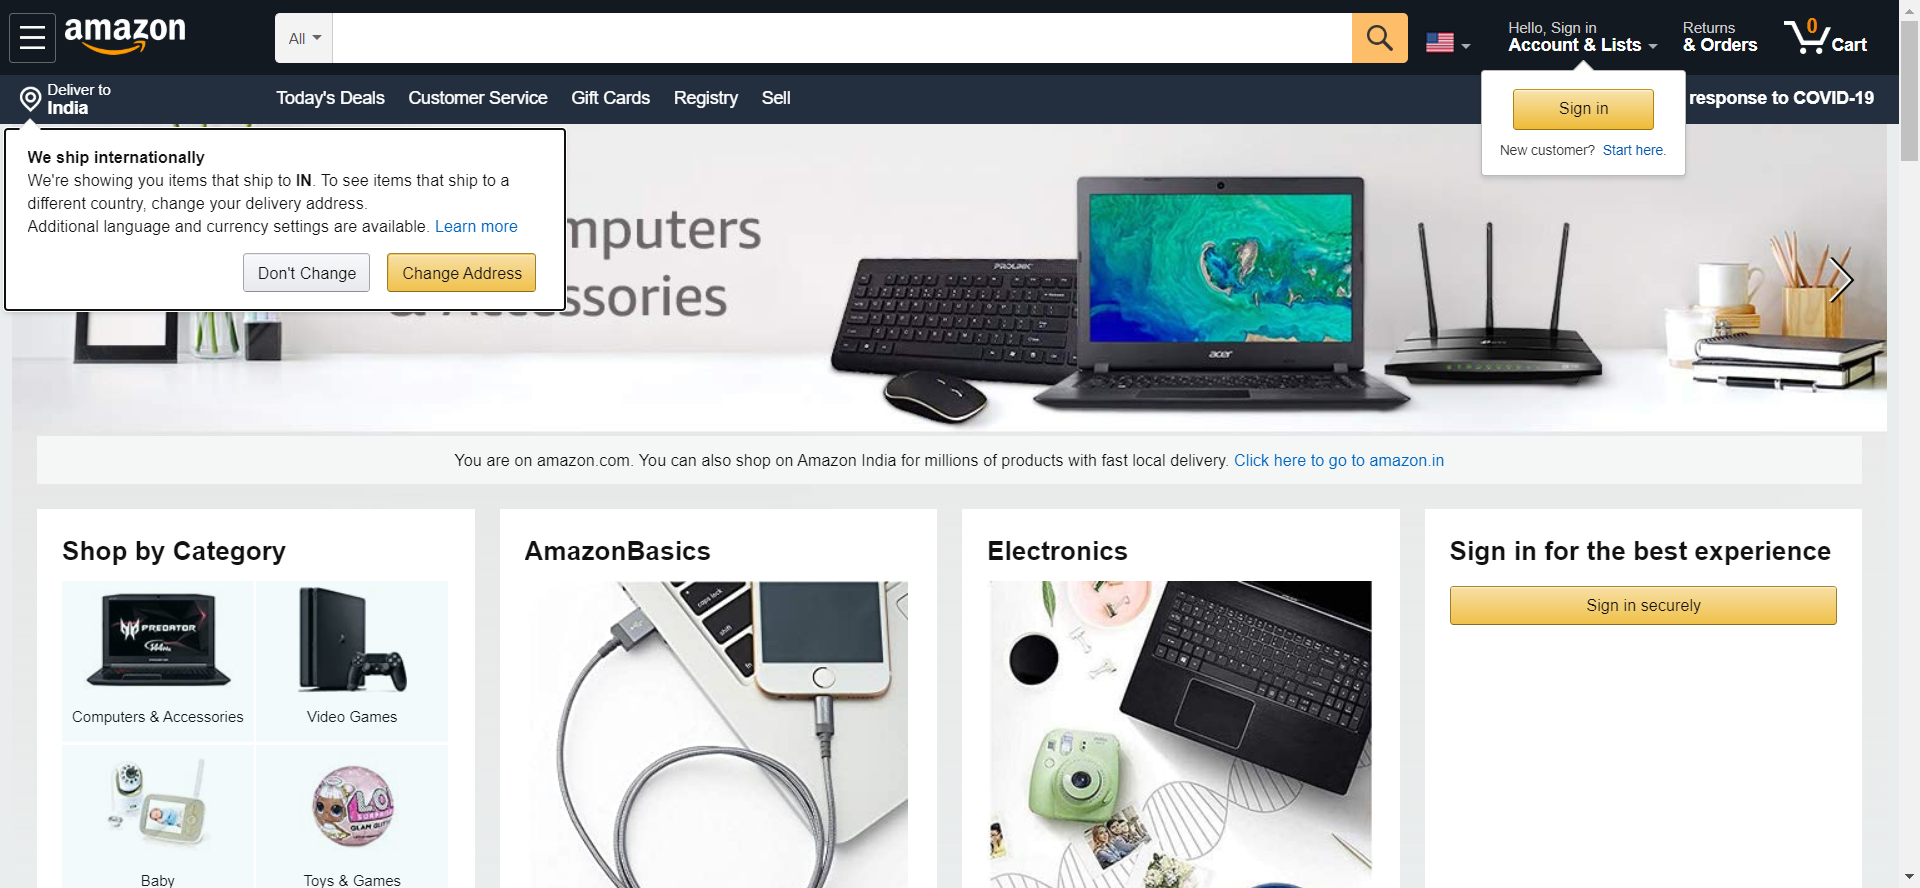 amazon
All
Hello, Sign in
Account & Lists
Returns
& Orders
0
Cart
Deliver to
India
Today's Deals
Customer Service
Gift Cards
Registry
Sell
response to COVID-19
Sign in
New customer? Start here.
We ship internationally
We're showing you items that ship to IN. To see items that ship to a
different country, change your delivery address.
Additional language and currency settings are available. Learn more
Don't Change
Change Address
mputers
ssories
PROLINK
acer
You are on amazon.com. You can also shop on Amazon India for millions of products with fast local delivery. Click here to go to amazon.in
Shop by Category
AmazonBasics
Electronics
Sign in for the best experience
Sign in securely
PREDATOR
caps lock
shift
Computers & Accessories
Video Games
L.O.L.
SURPRISE
Baby
Toys & Games